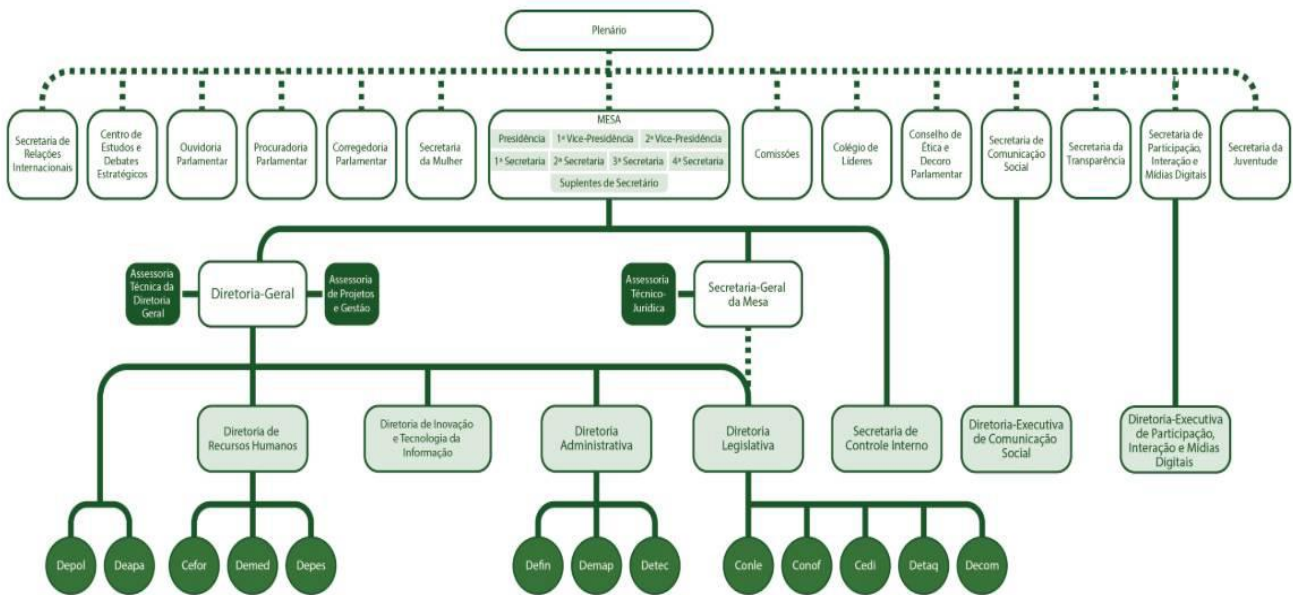 Plenário
Secretaria de
Relações
Internacionais
Centro de
Estudos e
Debates
Estratégicos
Ouvidoria
Parlamentar
Procuradoria
Parlamentar
Corregedoria
Parlamentar
Secretaria
da Mulher
MESA
Presidência 1ª Vice-Presidência 2ª Vice-Presidência
1ª Secretaria 2ª Secretaria 3ª Secretaria 4ª Secretaria
Suplentes de Secretário
Comissões
Colégio de
Líderes
Conselho de
Ética e
Decoro
Parlamentar
Secretaria de
Comunicação
Social
Secretaria da
Transparência
Secretaria de
Participação,
Interação e
Mídias Digitais
Secretaria da
Juventude
Assessoria
Técnica da
Diretoria
Geral
Diretoria-Geral
Assessoria
de Projetos
e Gestão
Assessoria
Técnico-
Jurídica
Secretaria-Geral
da Mesa
Diretoria de
Recursos Humanos
Diretoria de Inovação
e Tecnologia da
Informação
Diretoria
Administrativa
Diretoria
Legislativa
Secretaria de
Controle Interno
Diretoria-Executiva
de Comunicação
Social
Diretoria-Executiva
de Participação,
Interação e Mídias
Digitais
Depol
Deapa
Cefor
Demed
Depes
Defin
Demap
Detec
Conle
Conof
Cedi
Detaq
Decom